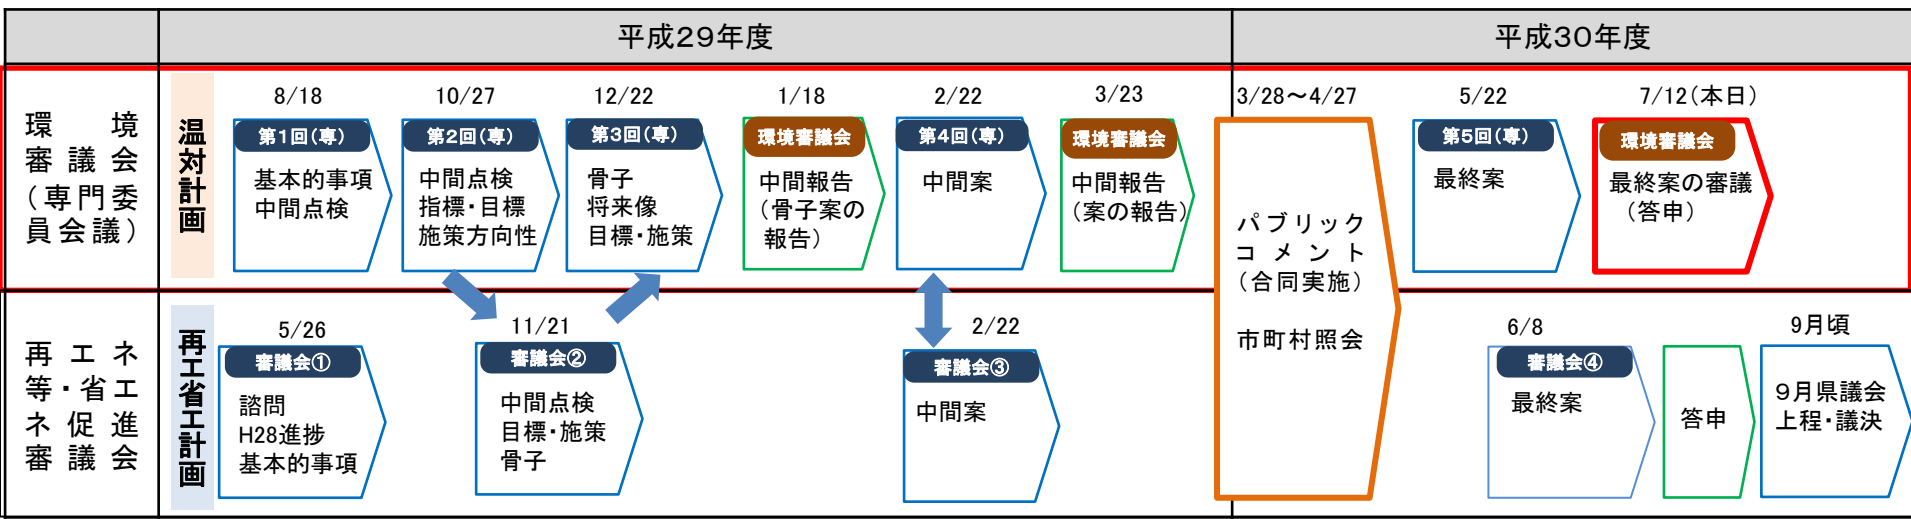 平成29年度
平成30年度
環境
審議会
(専門委
員会議)
温対計画
8/18
第1回(専)
基本的事項
中間点検
10/27
第2回(専)
中間点検
指標・目標
施策方向性
12/22
第3回(専)
骨子
将来像
目標・施策
1/18
環境審議会
中間報告
(骨子案の
報告)
2/22
第4回(専)
中間案
3/23
環境審議会
中間報告
(案の報告)
3/28~4/27
パブリック
コメント
(合同実施)
市町村照会
5/22
第5回(専)
最終案
7/12(本日)
環境審議会
最終案の審議
(答申)
再エネ
等・省エ
ネ促進
審議会
再エ省エ計画
5/26
審議会①
諮問
H28進捗
基本的事項
11/21
審議会②
中間点検
目標・施策
骨子
2/22
審議会③
中間案
6/8
審議会④
最終案
答申
9月頃
9月県議会
上程・議決